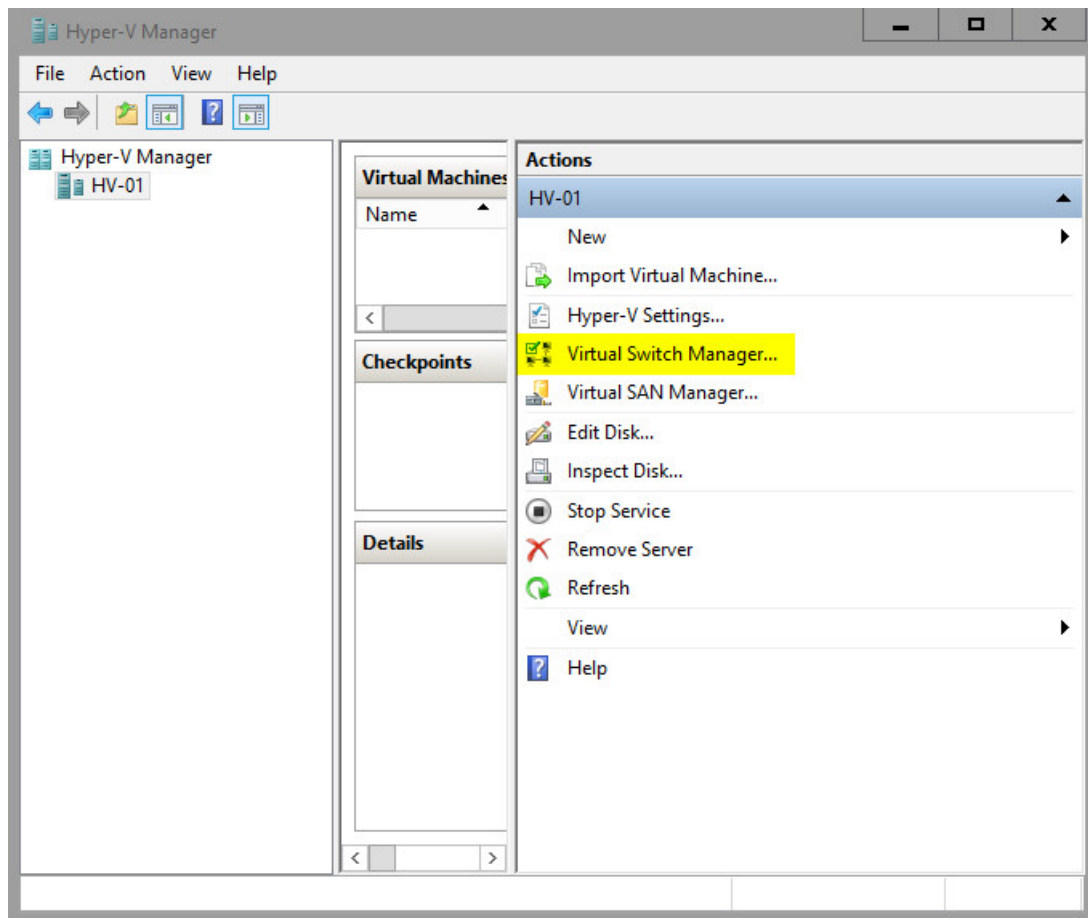 Hyper-V Manager
File Action View Help
Hyper-V Manager
HV-01
Virtual Machines
Name
Checkpoints
Details
Actions
HV-01
New
Import Virtual Machine...
Hyper-V Settings...
Virtual Switch Manager...
Virtual SAN Manager...
Edit Disk...
Inspect Disk...
Stop Service
Remove Server
Refresh
View
Help